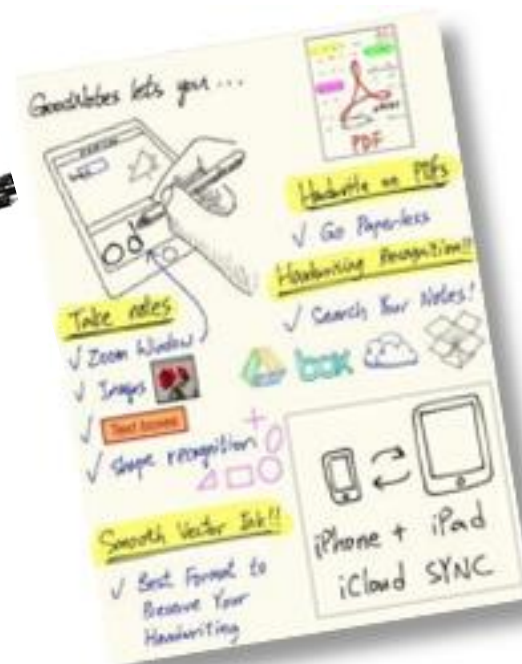 GoodNotes lets you...
PDF
Handwrite on PDFs
✓ Go Paperless
Handwriting Recognition!!
✓ Search Your Notes!
Take notes
✓ Zoom Window
✓ Images
✓ Text boxes
✓ Shape recognition
box
Smooth Vector Ink!!
✓ Best Format to
Preserve Your
Handwriting
iPhone + iPad
iCloud SYNC